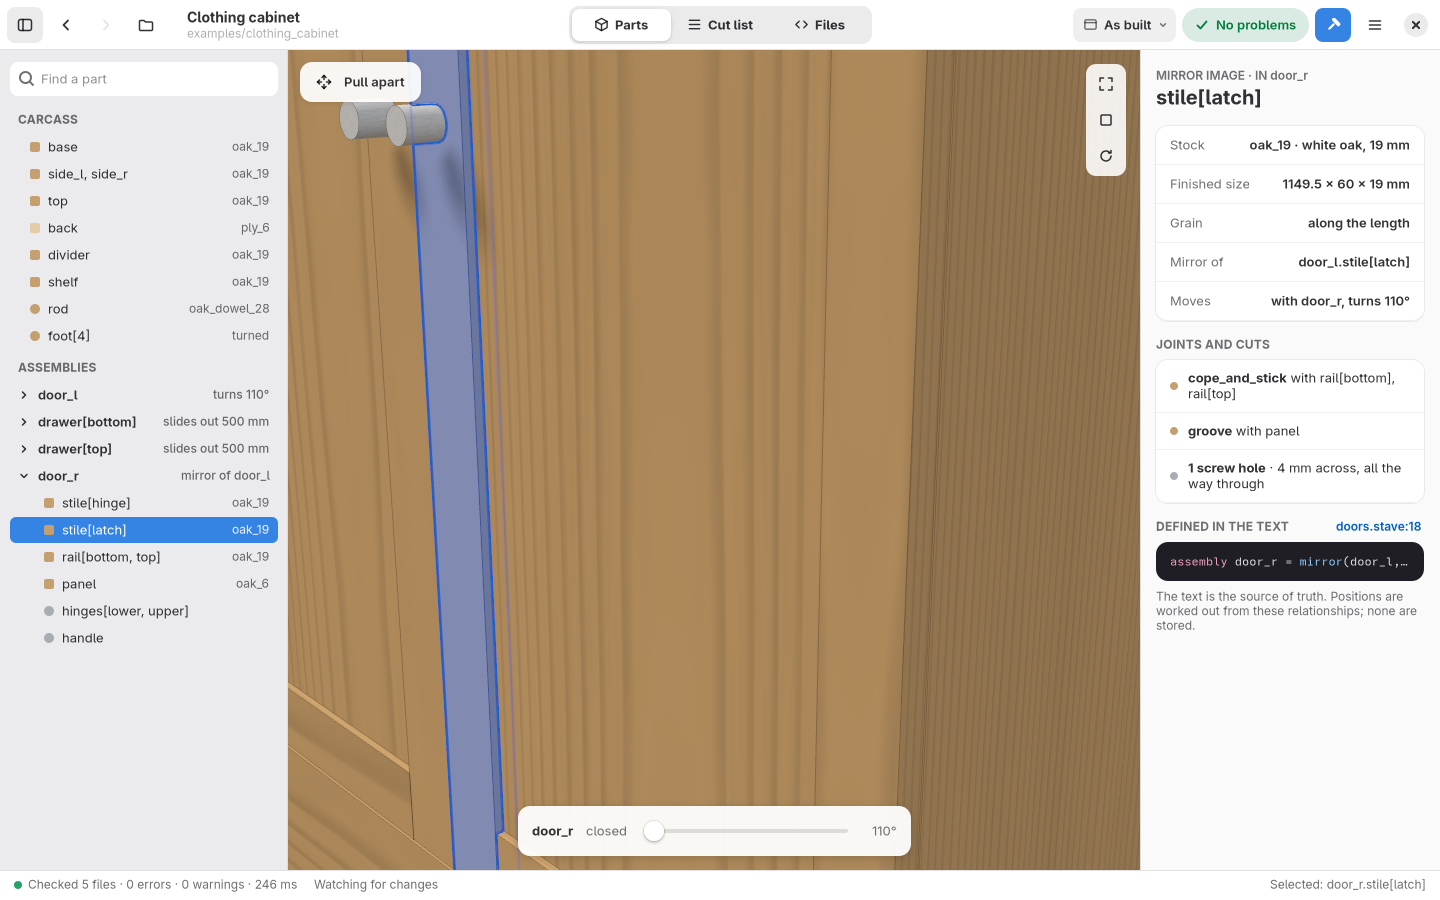 Clothing cabinet
examples/clothing_cabinet
Parts
Cut list
Files
As built
No problems
Find a part
CARCASS
base oak_19
side_l, side_r oak_19
top oak_19
back ply_6
divider oak_19
shelf oak_19
rod oak_dowel_28
foot[4] turned
ASSEMBLIES
door_l turns 110°
drawer[bottom] slides out 500 mm
drawer[top] slides out 500 mm
door_r mirror of door_l
stile[hinge] oak_19
stile[latch] oak_19
rail[bottom, top] oak_19
panel oak_6
hinges[lower, upper]
handle
Pull apart
door_r closed 110°
MIRROR IMAGE · IN door_r
stile[latch]
Stock oak_19 · white oak, 19 mm
Finished size 1149.5 × 60 × 19 mm
Grain along the length
Mirror of door_l.stile[latch]
Moves with door_r, turns 110°
JOINTS AND CUTS
cope_and_stick with rail[bottom],
rail[top]
groove with panel
1 screw hole · 4 mm across, all the
way through
DEFINED IN THE TEXT doors.stave:18
assembly door_r = mirror(door_l,…
The text is the source of truth. Positions are
worked out from these relationships; none are
stored.
Checked 5 files · 0 errors · 0 warnings · 246 ms Watching for changes
Selected: door_r.stile[latch]